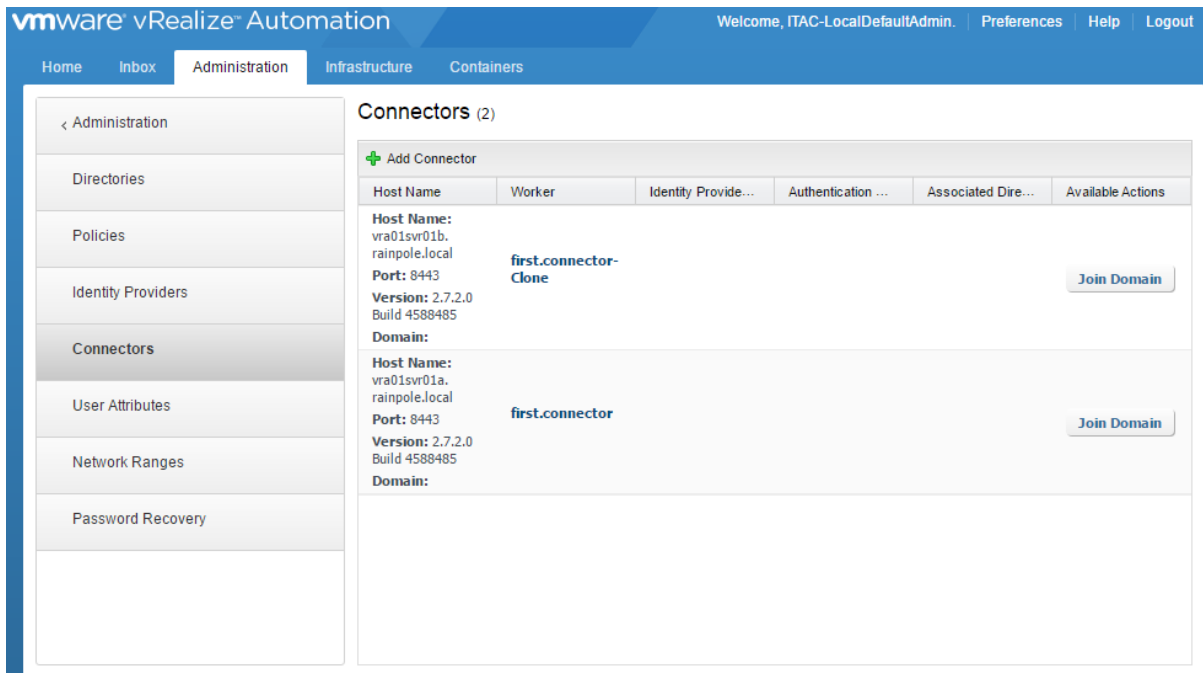 vmware® vRealize™ Automation
Welcome, ITAC-LocalDefaultAdmin. Preferences Help Logout
Home Inbox Administration Infrastructure Containers
< Administration
Directories
Policies
Identity Providers
Connectors
User Attributes
Network Ranges
Password Recovery
Connectors (2)
Add Connector
Host Name Worker Identity Provide... Authentication ... Associated Dire... Available Actions
Host Name:
vra01svr01b.
rainpole.local
Port: 8443
Version: 2.7.2.0
Build 4588485
Domain:
first.connector-
Clone
Join Domain
Host Name:
vra01svr01a.
rainpole.local
Port: 8443
Version: 2.7.2.0
Build 4588485
Domain:
first.connector
Join Domain